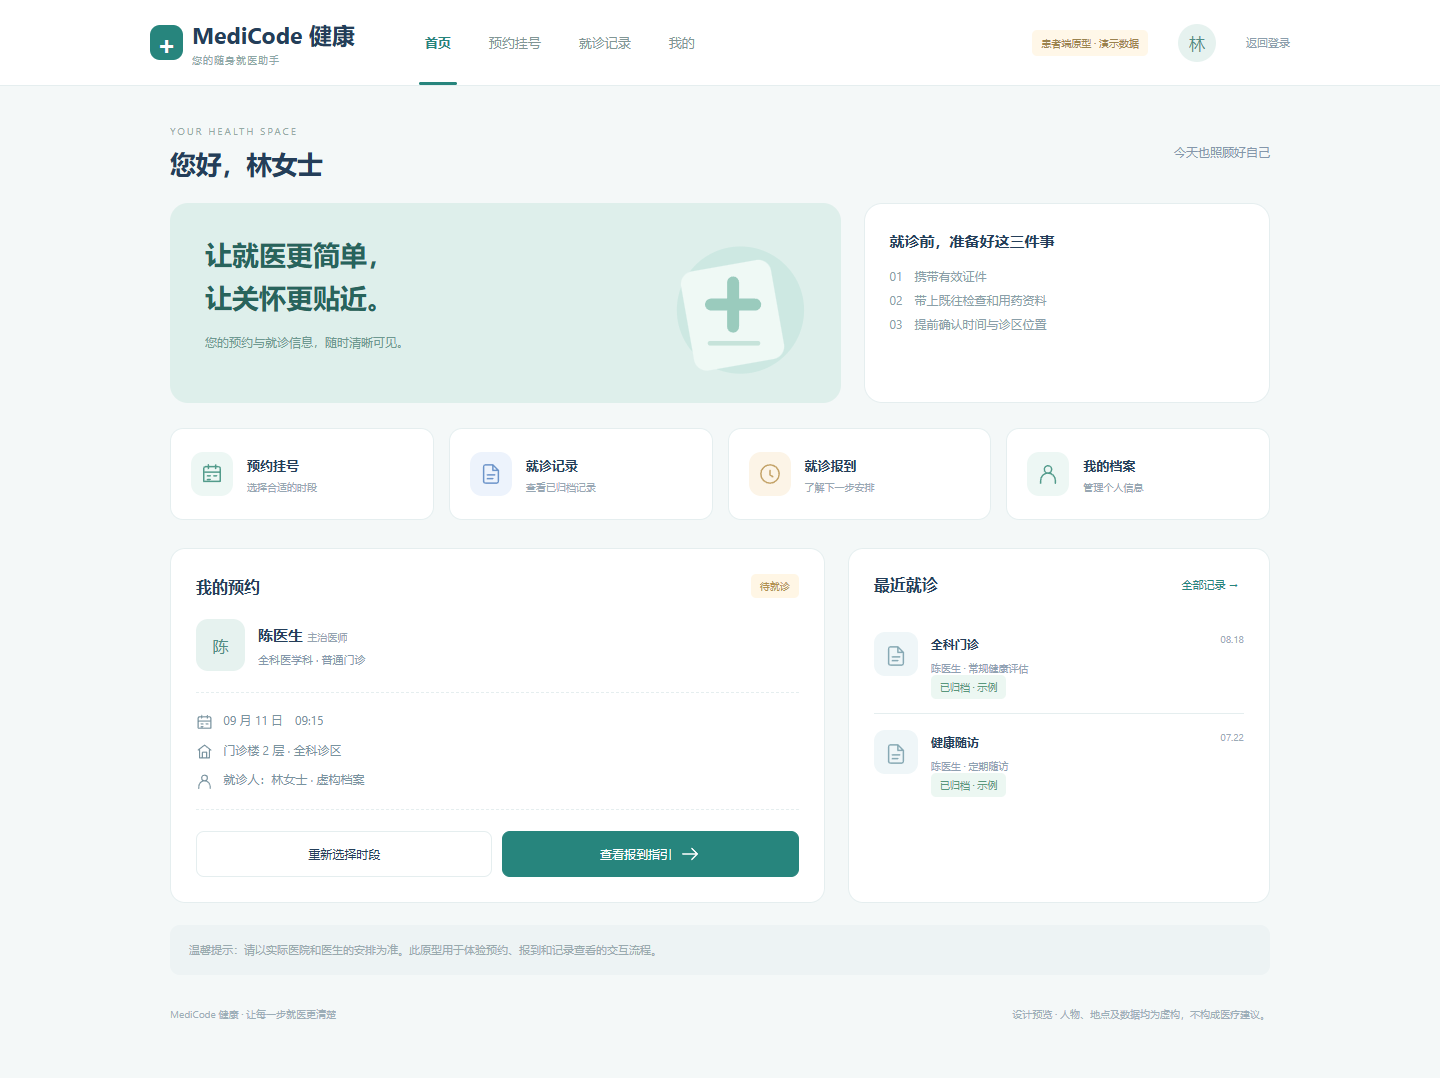 MediCode 健康
您的随身就医助手
首页
预约挂号
就诊记录
我的
患者端原型 · 演示数据
林
返回登录
YOUR HEALTH SPACE
您好，林女士
今天也照顾好自己
让就医更简单，
让关怀更贴近。
您的预约与就诊信息，随时清晰可见。
就诊前，准备好这三件事
01 携带有效证件
02 带上既往检查和用药资料
03 提前确认时间与诊区位置
预约挂号
选择合适的时段
就诊记录
查看已归档记录
就诊报到
了解下一步安排
我的档案
管理个人信息
我的预约
待就诊
陈
陈医生 主治医师
全科医学科 · 普通门诊
09 月 11 日 09:15
门诊楼 2 层 · 全科诊区
就诊人：林女士 · 虚构档案
重新选择时段
查看报到指引 →
最近就诊
全部记录 →
全科门诊
08.18
陈医生 · 常规健康评估
已归档 · 示例
健康随访
07.22
陈医生 · 定期随访
已归档 · 示例
温馨提示：请以实际医院和医生的安排为准。此原型用于体验预约、报到和记录查看的交互流程。
MediCode 健康 · 让每一步就医更清楚
设计预览 · 人物、地点及数据均为虚构，不构成医疗建议。